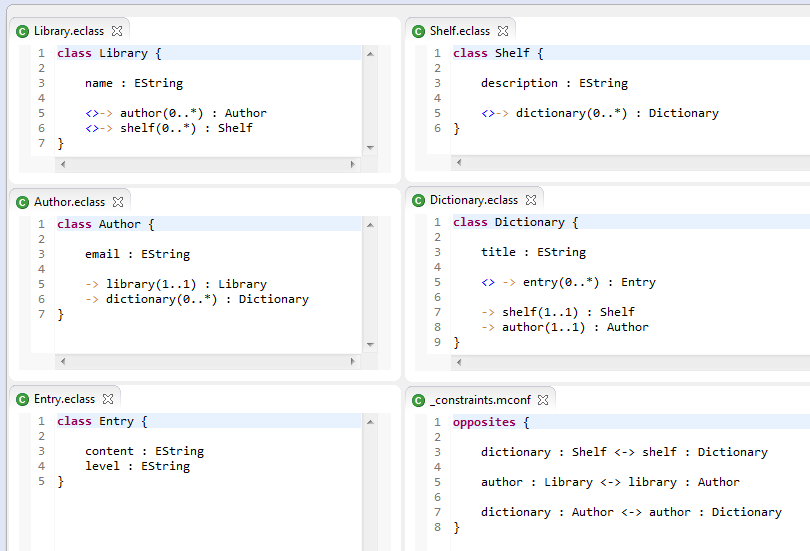 Library.eclass
1 class Library {
2
3 name : EString
4
5 <>-> author(0..*) : Author
6 <>-> shelf(0..*) : Shelf
7 }
Shelf.eclass
1 class Shelf {
2
3 description : EString
4
5 <>-> dictionary(0..*) : Dictionary
6 }
Author.eclass
1 class Author {
2
3 email : EString
4
5 -> library(1..1) : Library
6 -> dictionary(0..*) : Dictionary
7 }
Dictionary.eclass
1 class Dictionary {
2
3 title : EString
4
5 <> -> entry(0..*) : Entry
6
7 -> shelf(1..1) : Shelf
8 -> author(1..1) : Author
9 }
Entry.eclass
1 class Entry {
2
3 content : EString
4 level : EString
5 }
_constraints.mconf
1 opposites {
2
3 dictionary : Shelf <-> shelf : Dictionary
4
5 author : Library <-> library : Author
6
7 dictionary : Author <-> author : Dictionary
8 }